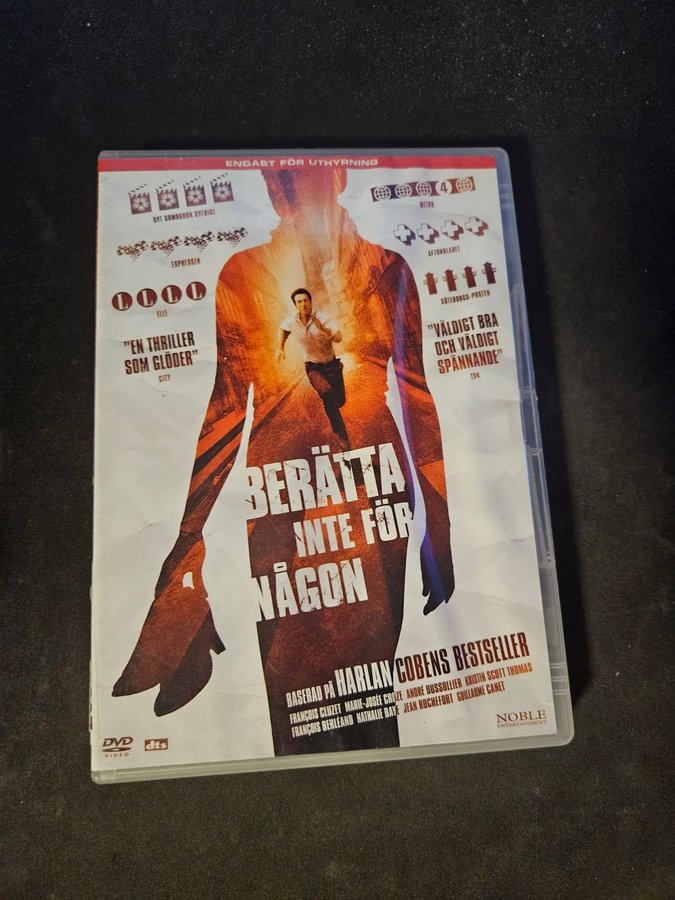 ENDAST FÖR UTHYRNING
SVT GOMORRON SVERIGE
EXPRESSEN
LLLL
ELLE
"EN THRILLER
SOM GLÖDER"
CITY
4
METRO
AFTONBLADET
GÖTEBORGS-POSTEN
"VÄLDIGT BRA
OCH VÄLDIGT
SPÄNNANDE"
TV4
BERÄTTA
INTE FÖR
NÅGON
BASERAD PÅ HARLAN COBENS BESTSELLER
FRANÇOIS CLUZET MARIE-JOSÉE CROZE ANDRÉ DUSSOLLIER KRISTIN SCOTT THOMAS
FRANÇOIS BERLÉAND NATHALIE BAYE JEAN ROCHEFORT GUILLAUME CANET
DVD
VIDEO
dts
NOBLE
ENTERTAINMENT